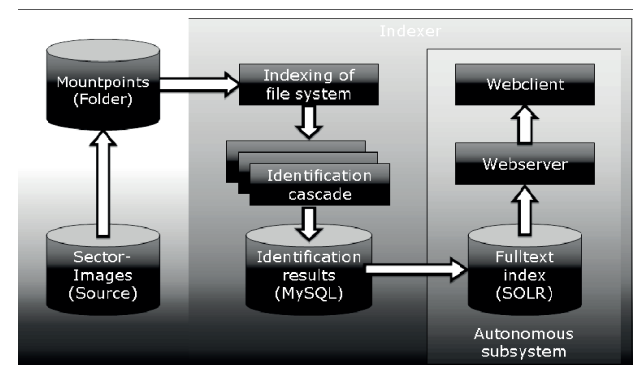 Indexer
Mountpoints
(Folder)
Indexing of
file system
Webclient
Identification
cascade
Webserver
Sector-
Images
(Source)
Identification
results
(MySQL)
Fulltext
index
(SOLR)
Autonomous
subsystem